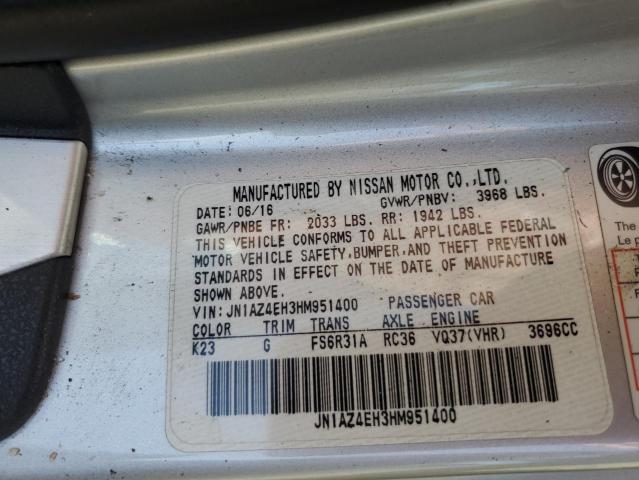 MANUFACTURED BY NISSAN MOTOR CO.,LTD.
DATE: 06/16 GVWR/PNBV: 3968 LBS.
GAWR/PNBE FR: 2033 LBS. RR: 1942 LBS.
THIS VEHICLE CONFORMS TO ALL APPLICABLE FEDERAL
MOTOR VEHICLE SAFETY, BUMPER, AND THEFT PREVENTION
STANDARDS IN EFFECT ON THE DATE OF MANUFACTURE
SHOWN ABOVE.
VIN: JN1AZ4EH3HM951400 PASSENGER CAR
COLOR TRIM TRANS AXLE ENGINE
K23 G FS6R31A RC36 VQ37(VHR) 3696CC
JN1AZ4EH3HM951400
The
Le